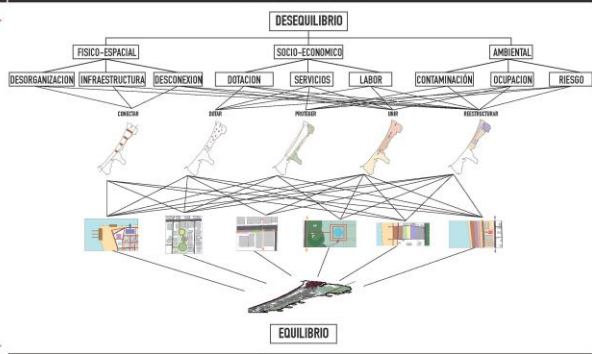 DESEQUILIBRIO
FISICO-ESPACIAL SOCIO-ECONOMICO AMBIENTAL
DESORGANIZACION INFRAESTRUCTURA DESCONEXION DOTACION SERVICIOS LABOR CONTAMINACIÓN OCUPACION RIESGO
CONECTAR DOTAR PROTEGER UNIR REESTRUCTURAR
EQUILIBRIO